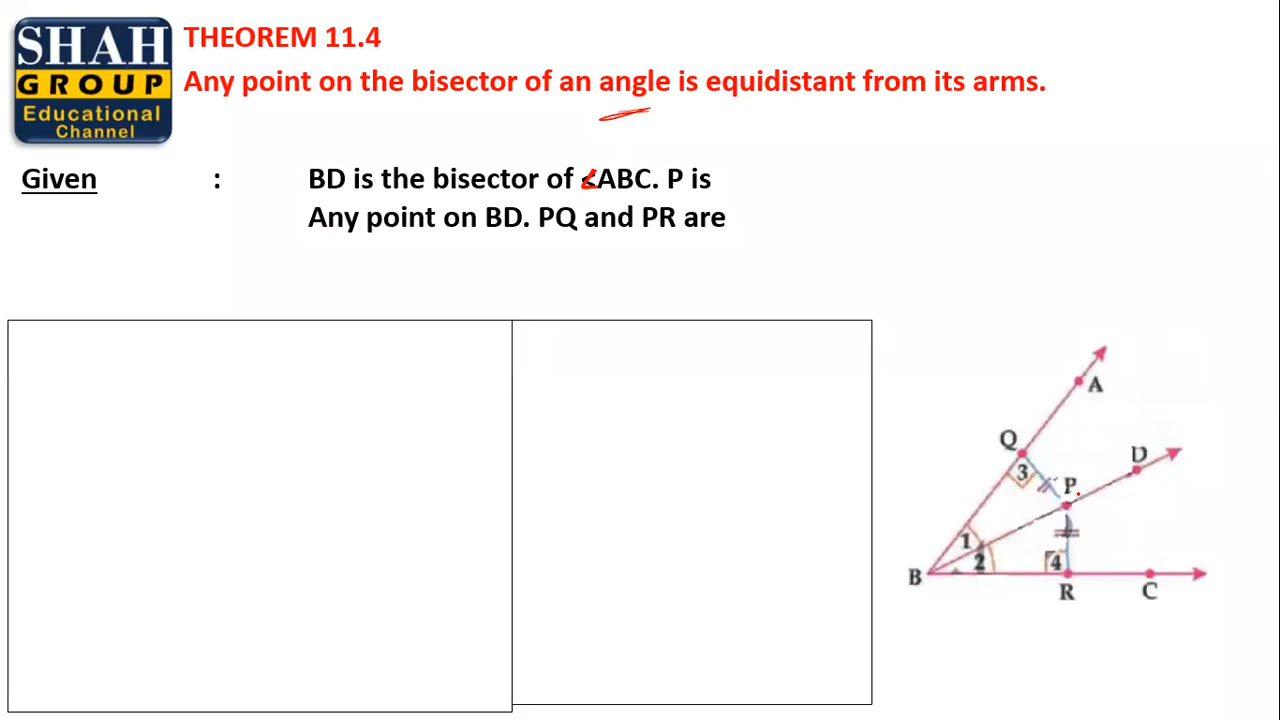 SHAH
GROUP
Educational
Channel
THEOREM 11.4
Any point on the bisector of an angle is equidistant from its arms.
Given : BD is the bisector of ∠ABC. P is
Any point on BD. PQ and PR are
A
Q
D
3
P
1
2
4
B
R
C